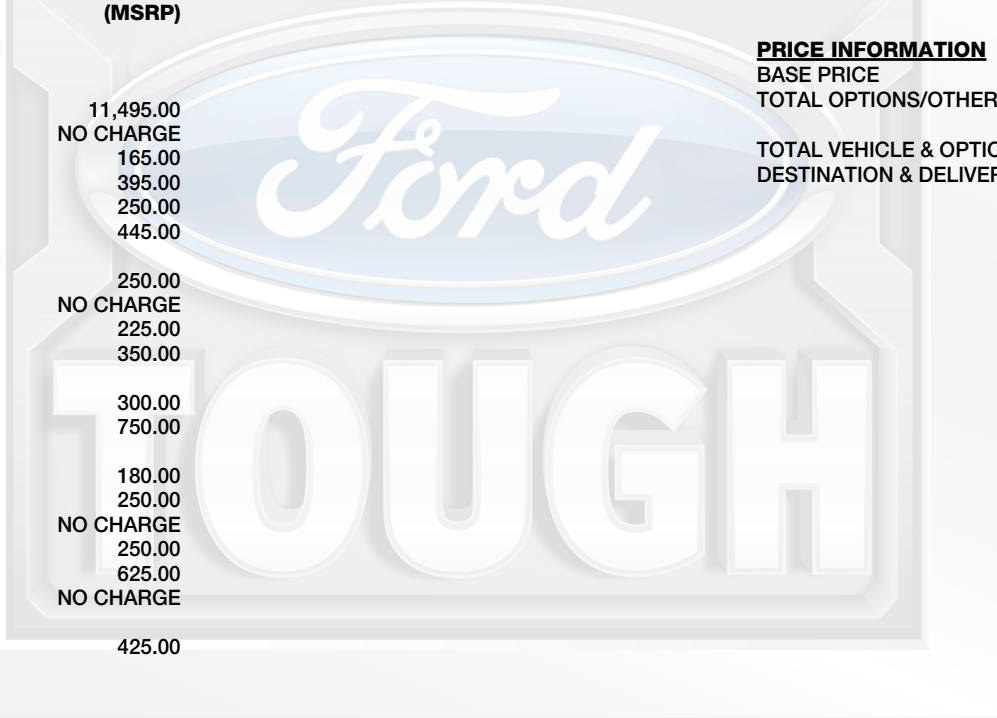 (MSRP)
11,495.00
NO CHARGE
165.00
395.00
250.00
445.00
250.00
NO CHARGE
225.00
350.00
300.00
750.00
180.00
250.00
NO CHARGE
250.00
625.00
NO CHARGE
425.00
PRICE INFORMATION
BASE PRICE
TOTAL OPTIONS/OTHER
TOTAL VEHICLE & OPTIO
DESTINATION & DELIVER
Ford
TOUGH